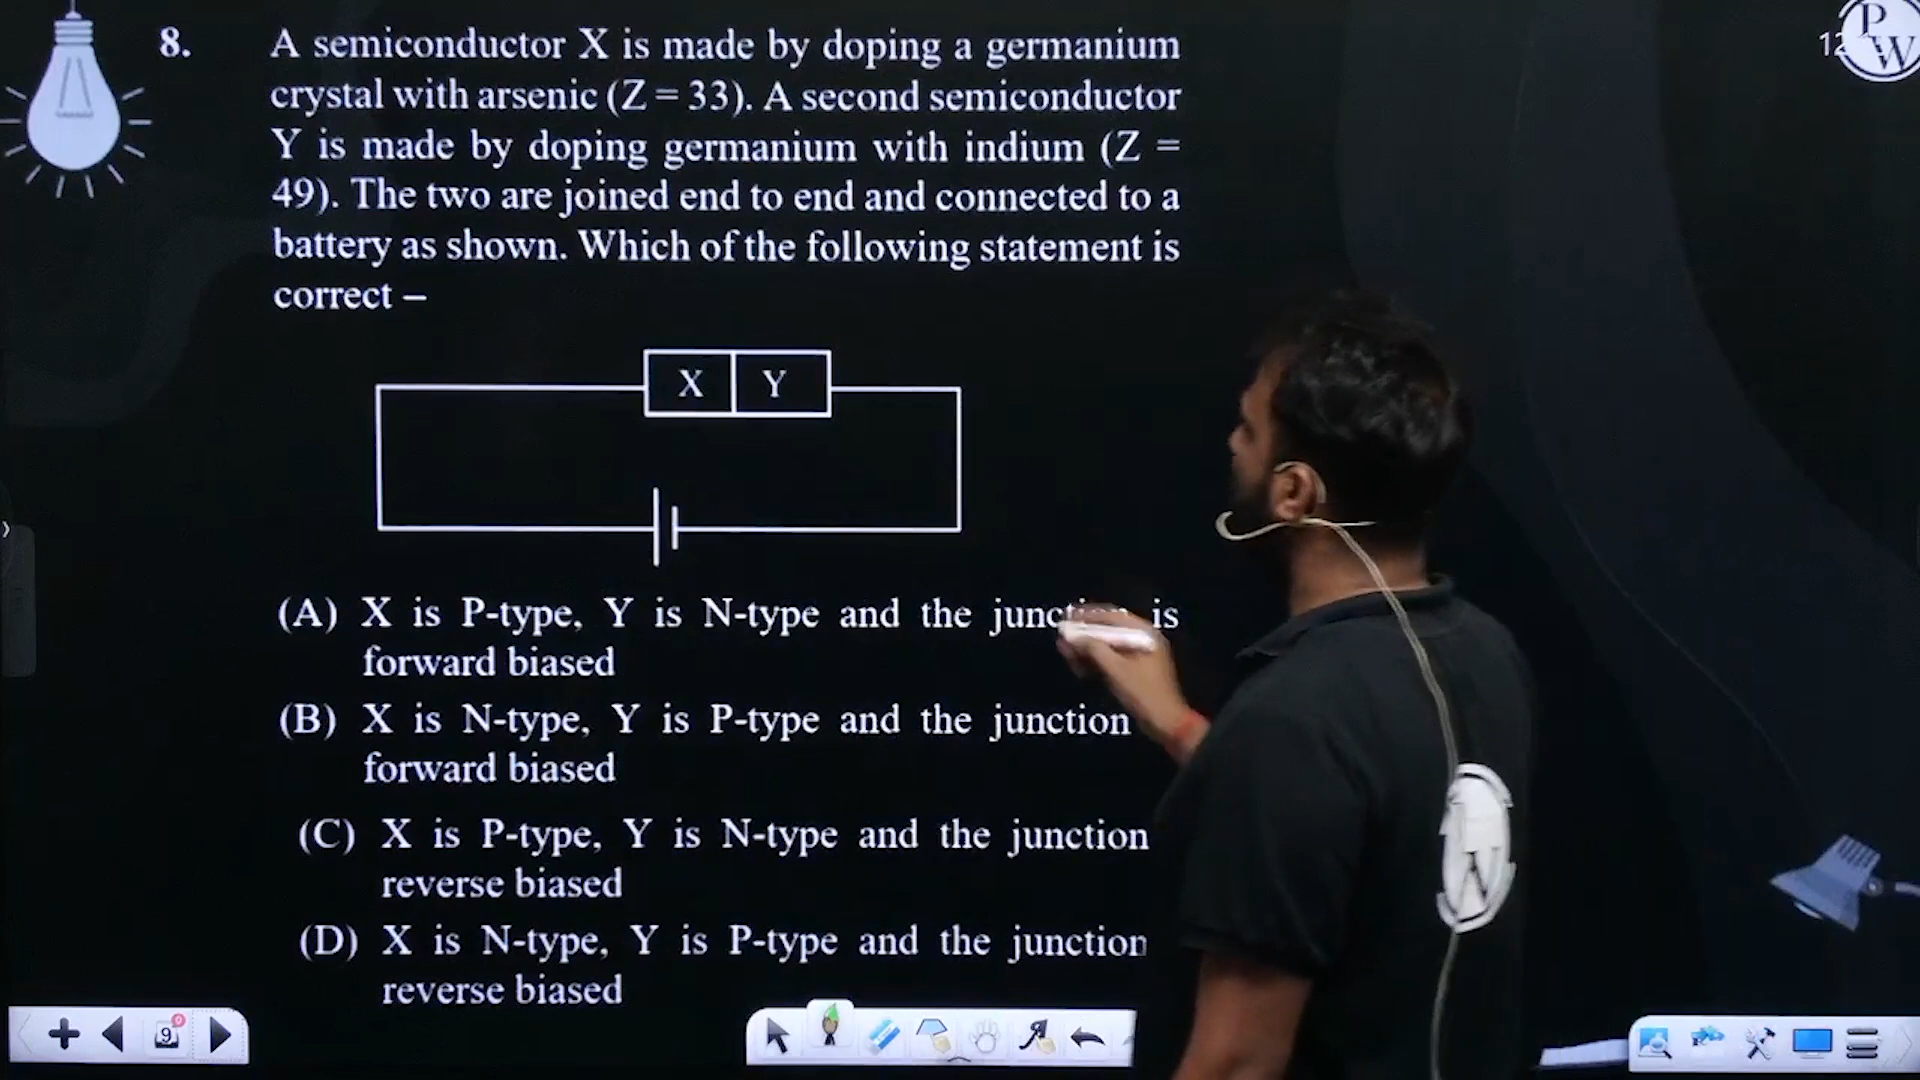 8. A semiconductor X is made by doping a germanium
crystal with arsenic (Z = 33). A second semiconductor
Y is made by doping germanium with indium (Z =
49). The two are joined end to end and connected to a
battery as shown. Which of the following statement is
correct –
X Y
(A) X is P-type, Y is N-type and the junction is
forward biased
(B) X is N-type, Y is P-type and the junction
forward biased
(C) X is P-type, Y is N-type and the junction
reverse biased
(D) X is N-type, Y is P-type and the junction
reverse biased
P
W
9